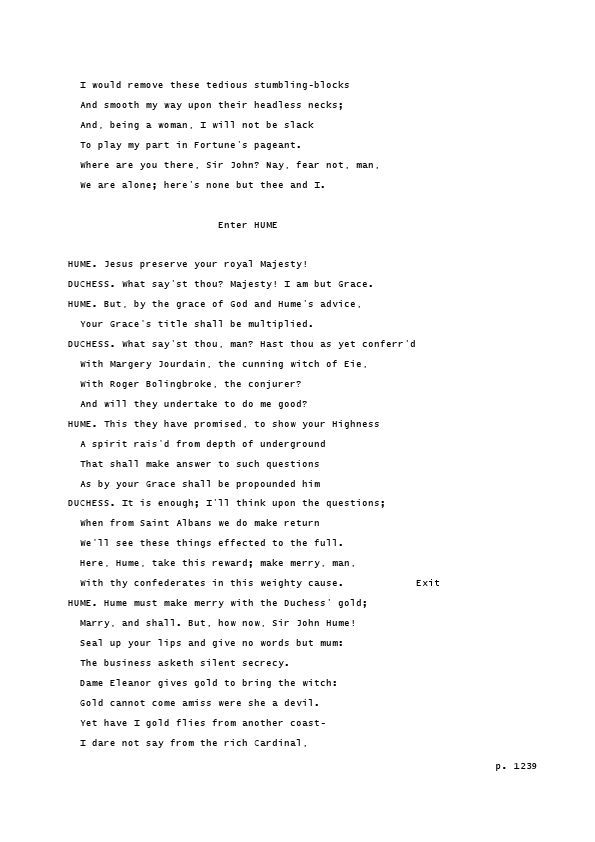 I would remove these tedious stumbling-blocks
And smooth my way upon their headless necks;
And, being a woman, I will not be slack
To play my part in Fortune's pageant.
Where are you there, Sir John? Nay, fear not, man,
We are alone; here's none but thee and I.
Enter HUME
HUME. Jesus preserve your royal Majesty!
DUCHESS. What say'st thou? Majesty! I am but Grace.
HUME. But, by the grace of God and Hume's advice,
Your Grace's title shall be multiplied.
DUCHESS. What say'st thou, man? Hast thou as yet conferr'd
With Margery Jourdain, the cunning witch of Eie,
With Roger Bolingbroke, the conjurer?
And will they undertake to do me good?
HUME. This they have promised, to show your Highness
A spirit rais'd from depth of underground
That shall make answer to such questions
As by your Grace shall be propounded him
DUCHESS. It is enough; I'll think upon the questions;
When from Saint Albans we do make return
We'll see these things effected to the full.
Here, Hume, take this reward; make merry, man,
With thy confederates in this weighty cause. Exit
HUME. Hume must make merry with the Duchess' gold;
Marry, and shall. But, how now, Sir John Hume!
Seal up your lips and give no words but mum:
The business asketh silent secrecy.
Dame Eleanor gives gold to bring the witch:
Gold cannot come amiss were she a devil.
Yet have I gold flies from another coast-
I dare not say from the rich Cardinal,
p. 1239